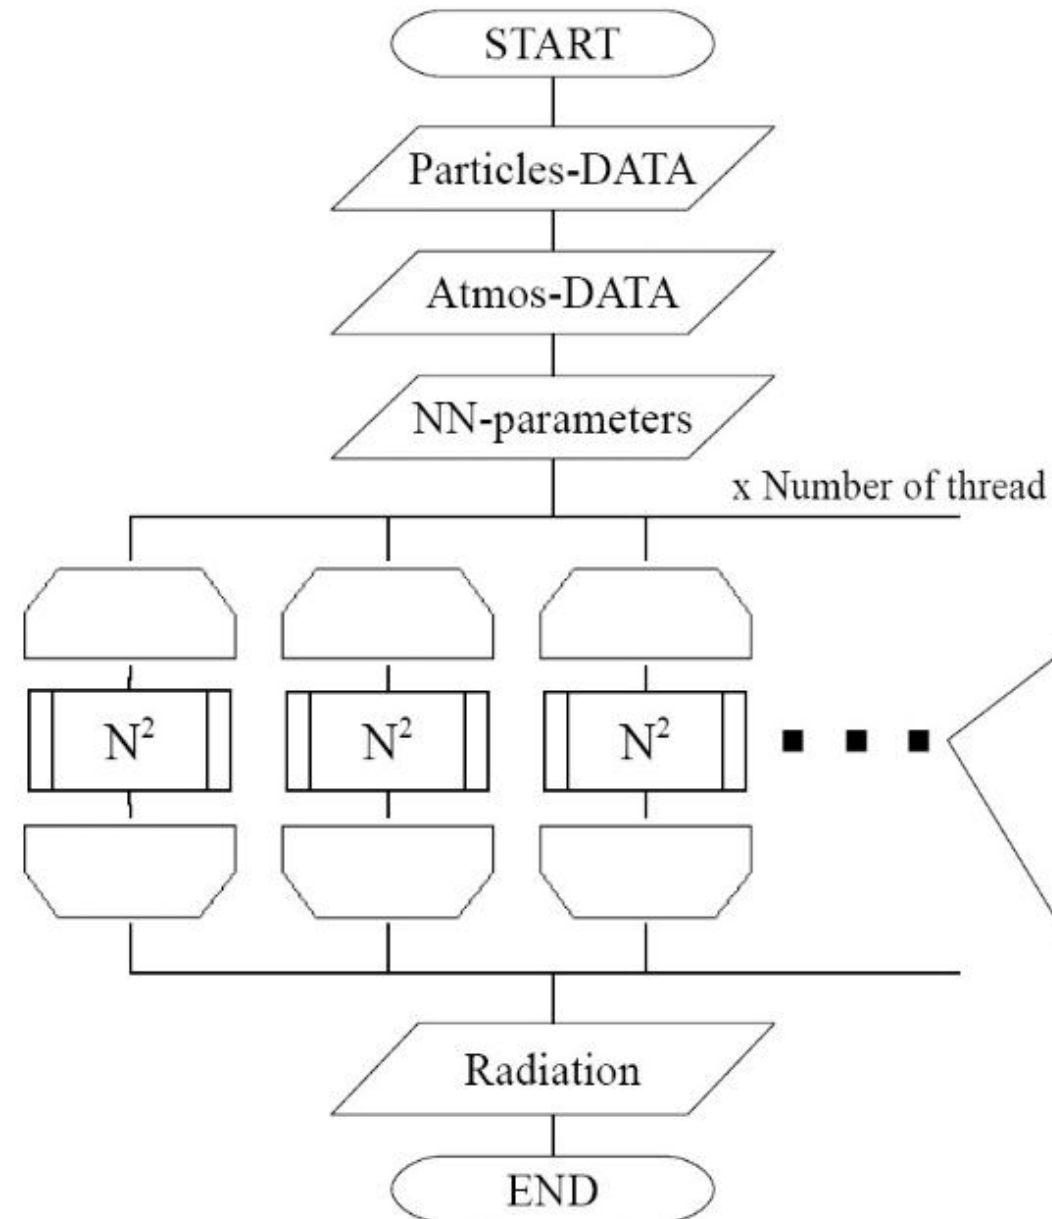 START
Particles-DATA
Atmos-DATA
NN-parameters
x Number of thread
N² N² N²
Radiation
END